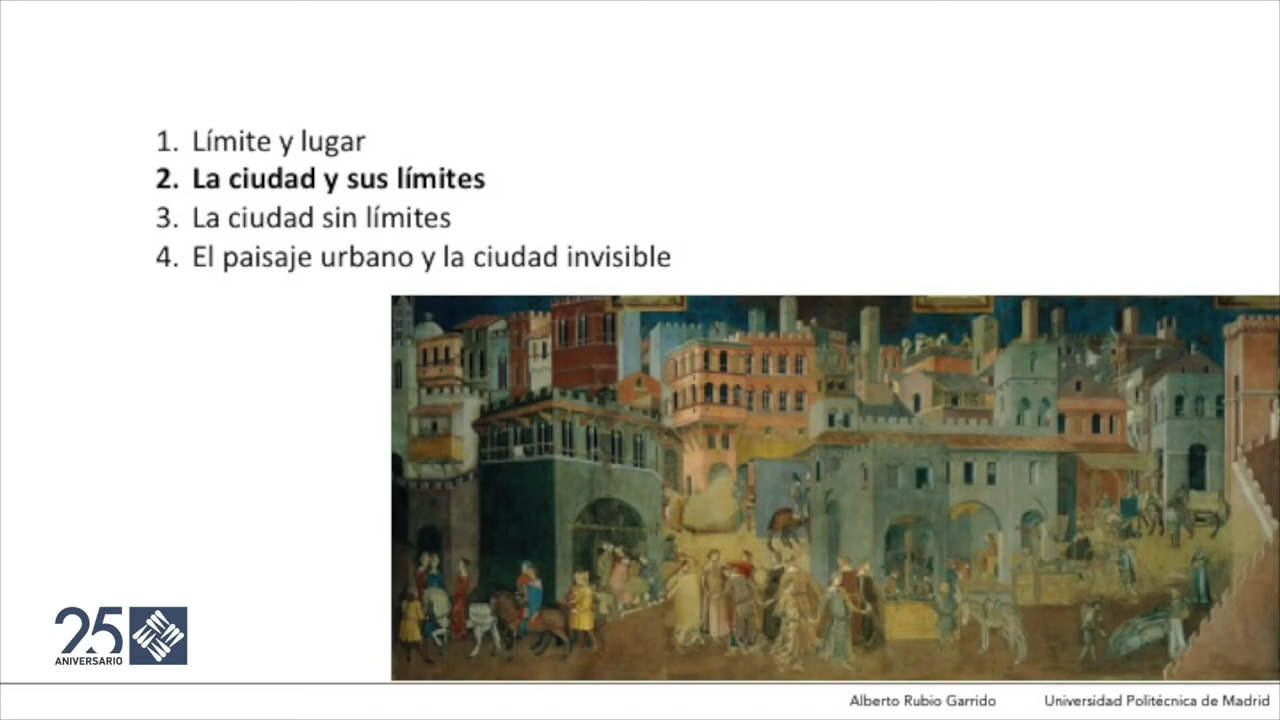 1. Límite y lugar
2. La ciudad y sus límites
3. La ciudad sin límites
4. El paisaje urbano y la ciudad invisible
25
ANIVERSARIO
Alberto Rubio Garrido Universidad Politécnica de Madrid